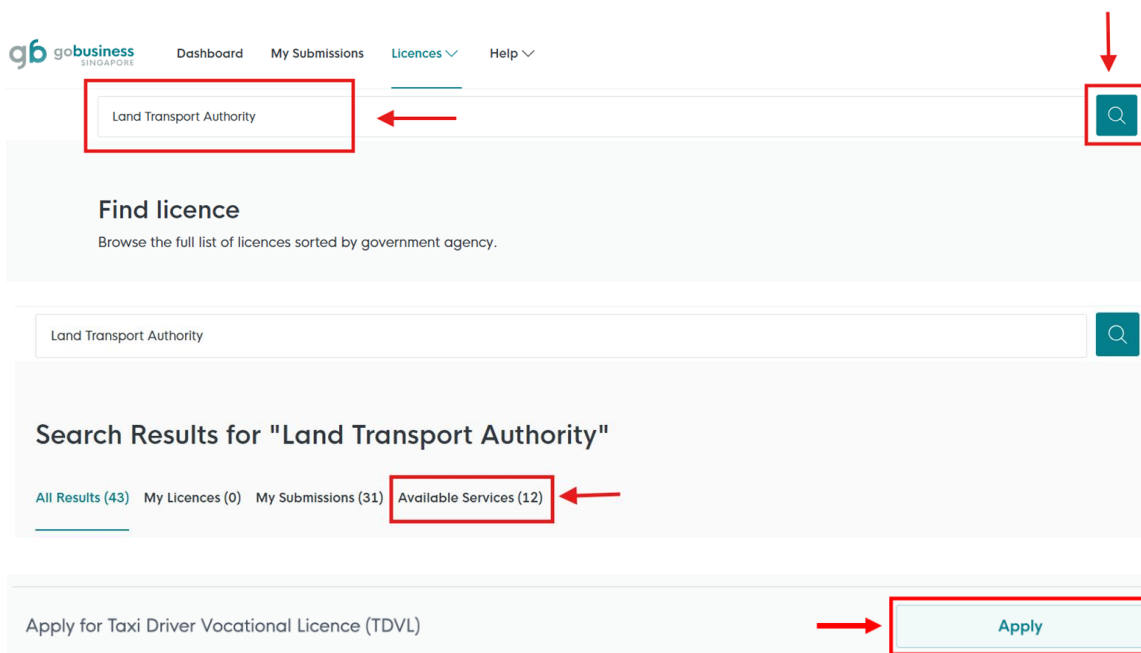 gb gobusiness SINGAPORE Dashboard My Submissions Licences Help
Land Transport Authority
Find licence
Browse the full list of licences sorted by government agency.
Land Transport Authority
Search Results for "Land Transport Authority"
All Results (43) My Licences (0) My Submissions (31) Available Services (12)
Apply for Taxi Driver Vocational Licence (TDVL) Apply